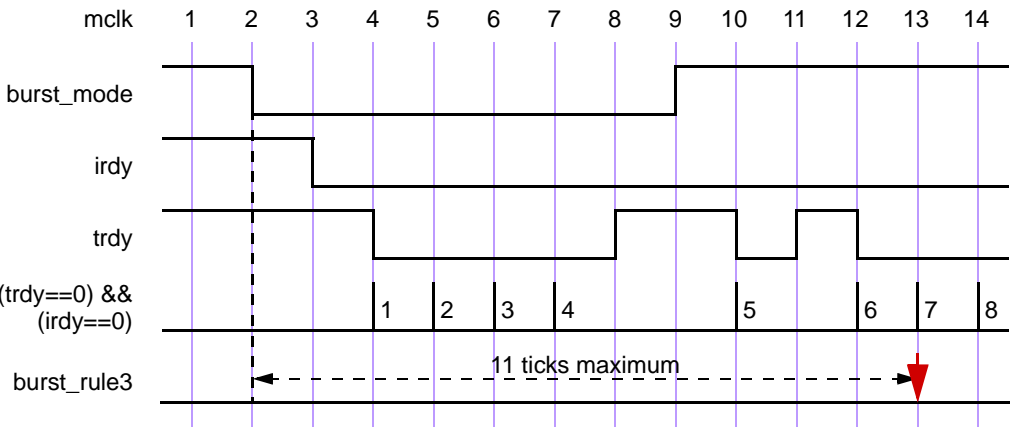 mclk 1 2 3 4 5 6 7 8 9 10 11 12 13 14
burst_mode
irdy
trdy
(trdy==0) &&
(irdy==0)
1 2 3 4 5 6 7 8
11 ticks maximum
burst_rule3